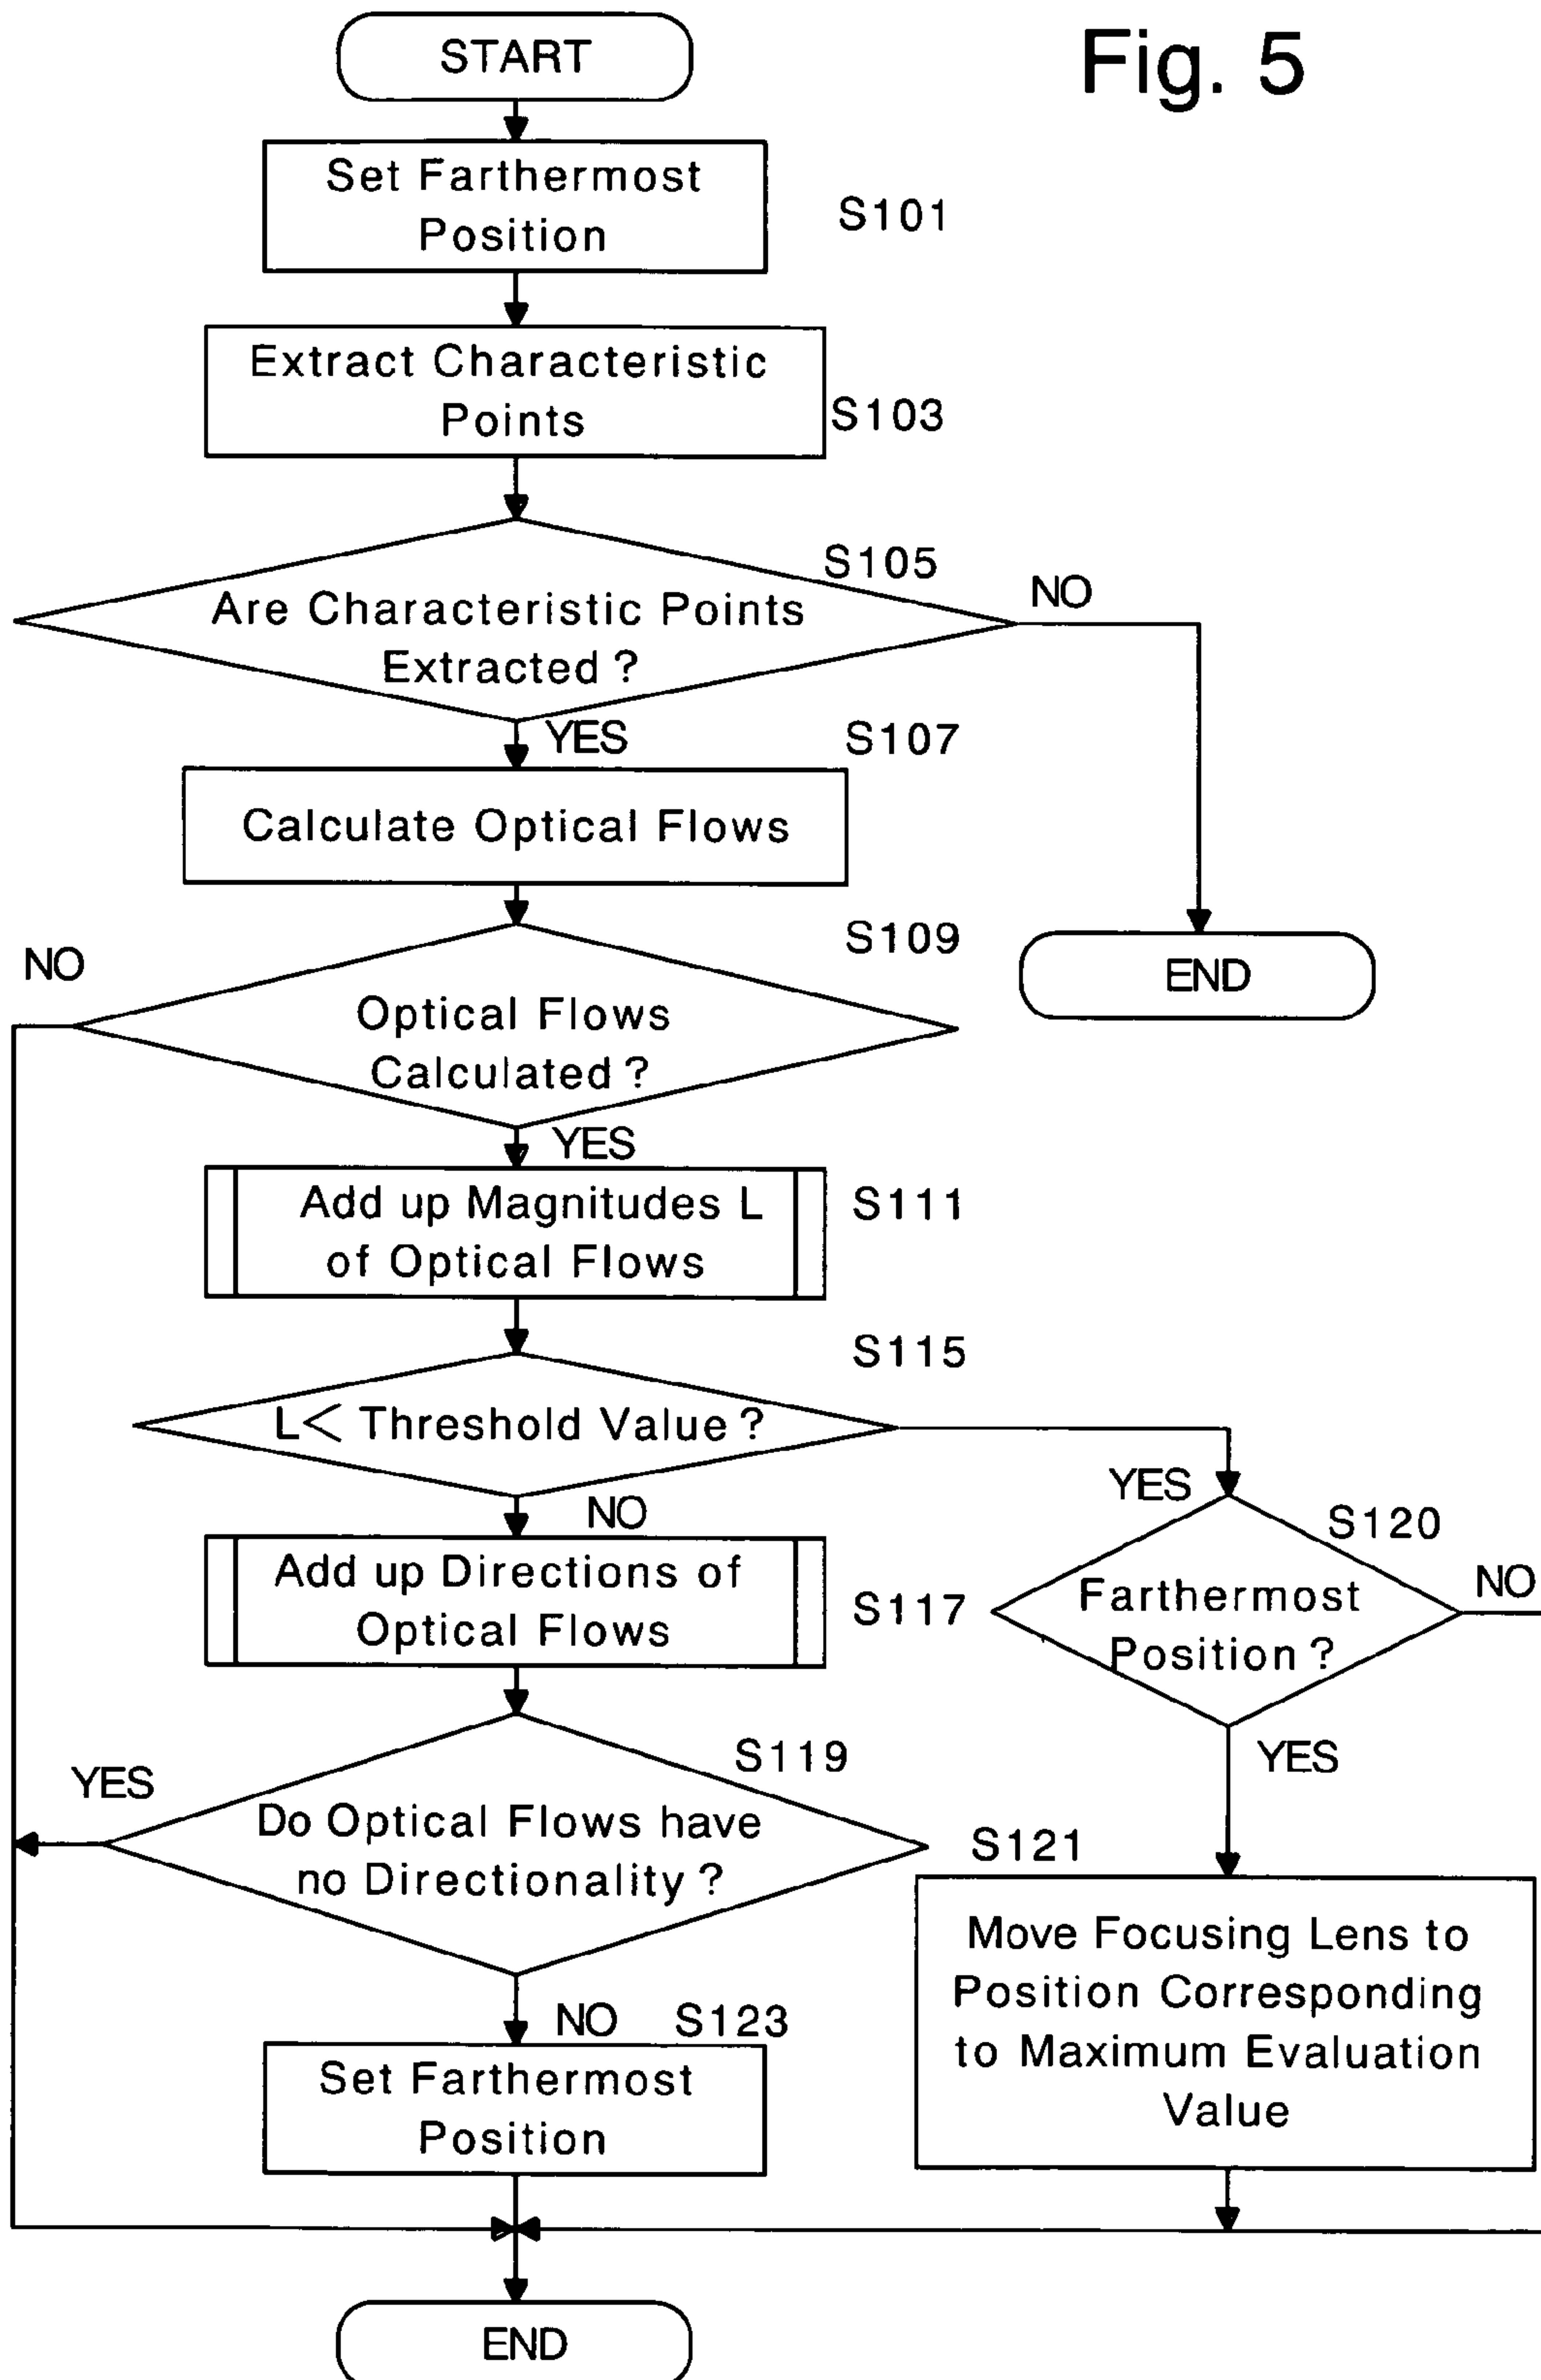 Fig. 5
START
Set Farthermost
Position
S101
Extract Characteristic
Points
S103
S105
Are Characteristic Points
Extracted ?
NO
YES
S107
Calculate Optical Flows
S109
NO
Optical Flows
Calculated ?
END
YES
Add up Magnitudes L
of Optical Flows
S111
S115
L< Threshold Value ?
YES
NO
S120
Add up Directions of
Optical Flows
S117
Farthermost
Position ?
NO
YES
S119
YES
Do Optical Flows have
no Directionality ?
S121
Move Focusing Lens to
Position Corresponding
to Maximum Evaluation
Value
NO
S123
Set Farthermost
Position
END